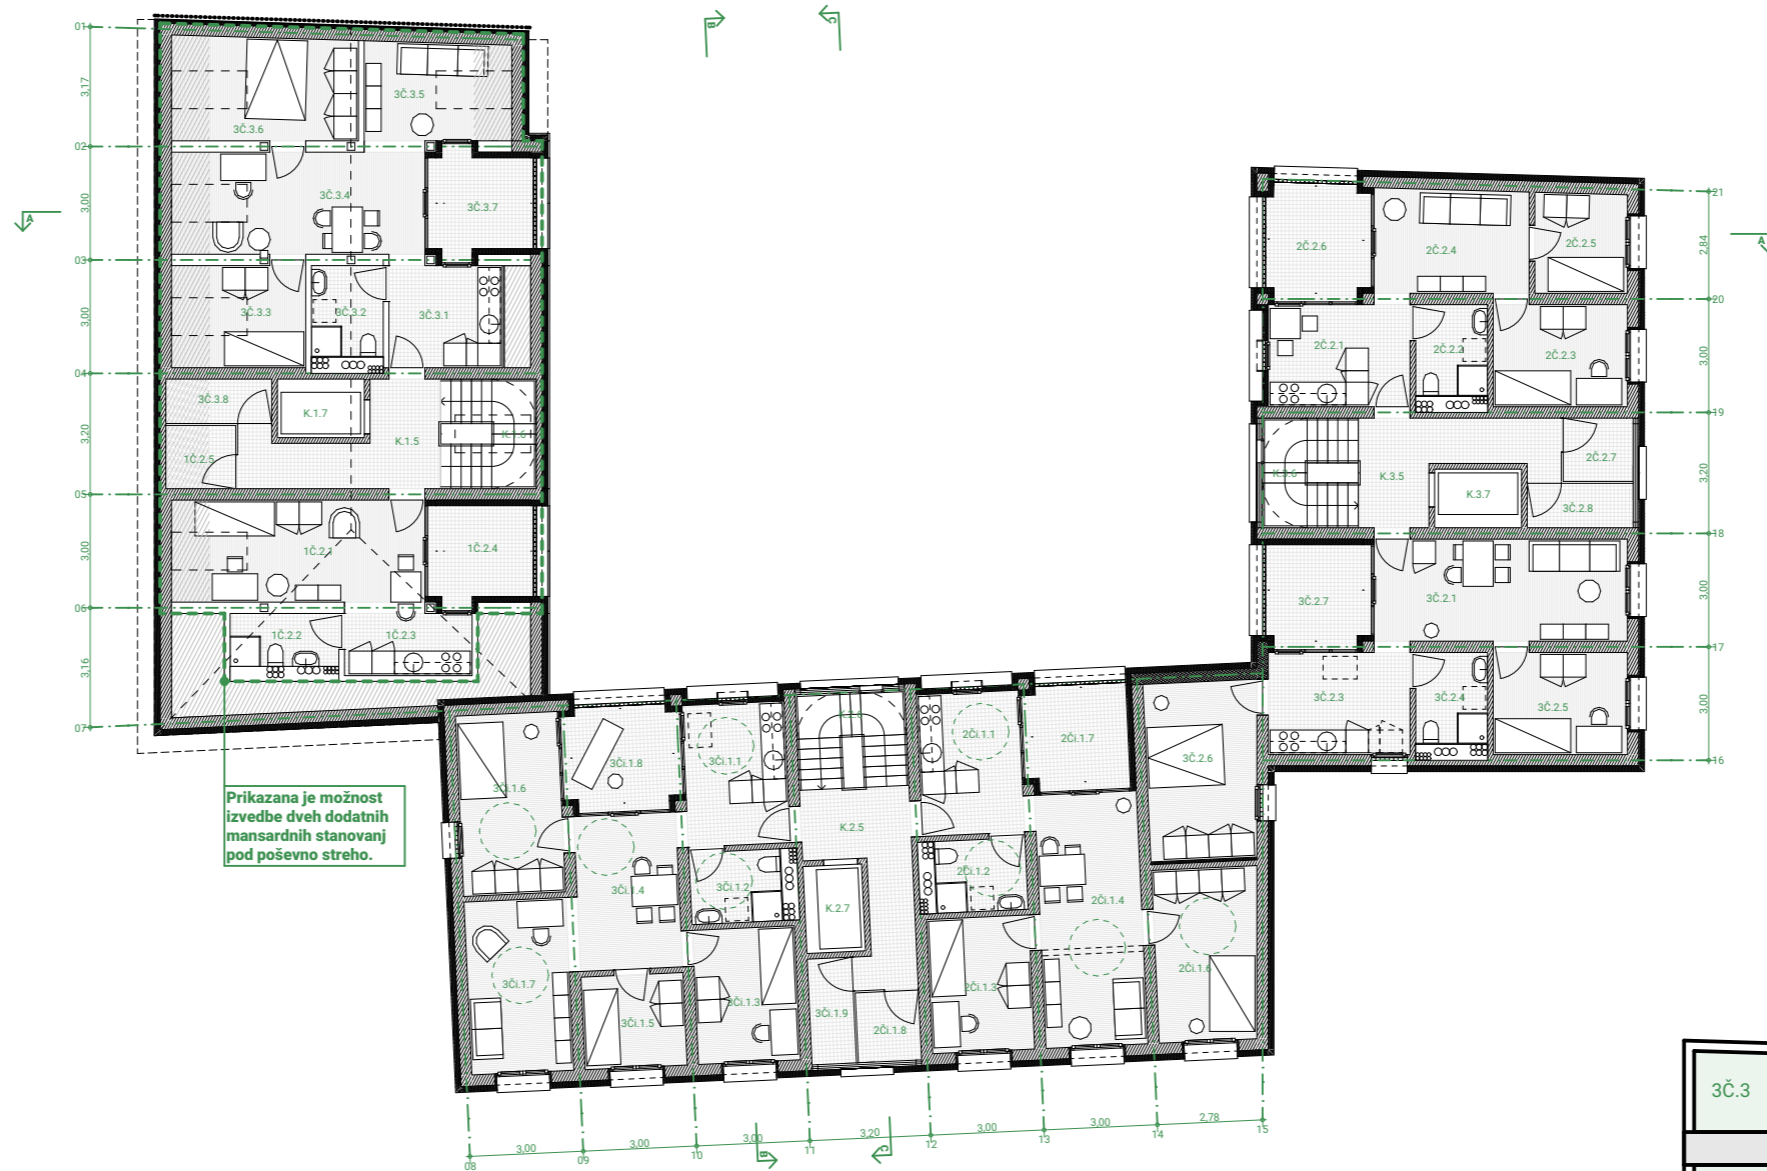 B
C
01
3,17
02
3,00
03
3,00
04
3,20
05
3,00
06
3,16
07
A
3Č.3.6
3Č.3.5
3Č.3.4
3Č.3.7
3Č.3.3
3Č.3.2
3Č.3.1
3Č.3.8
K.1.7
K.1.5
K.1.6
1Č.2.5
1Č.2.1
1Č.2.4
1Č.2.2
1Č.2.3
Prikazana je možnost
izvedbe dveh dodatnih
mansardnih stanovanj
pod poševno streho.
2Č.2.6
2Č.2.4
2Č.2.5
2Č.2.1
2Č.2.2
2Č.2.3
K.3.6
K.3.5
K.3.7
2Č.2.7
3Č.2.8
3Č.2.7
3Č.2.1
3Č.2.3
3Č.2.4
3Č.2.5
3Č.2.6
21
2,84
20
3,00
19
3,20
18
3,00
17
3,00
16
A
3Či.1.6
3Či.1.8
3Či.1.1
K.2.6
2Či.1.1
2Či.1.7
K.2.5
3Či.1.4
3Či.1.2
K.2.7
2Či.1.2
2Či.1.4
3Či.1.7
3Či.1.5
3Či.1.3
3Či.1.9
2Či.1.8
2Či.1.3
2Či.1.6
08
3,00
09
3,00
10
3,00
11
3,20
12
3,00
13
3,00
14
2,78
15
B
C
3Č.3